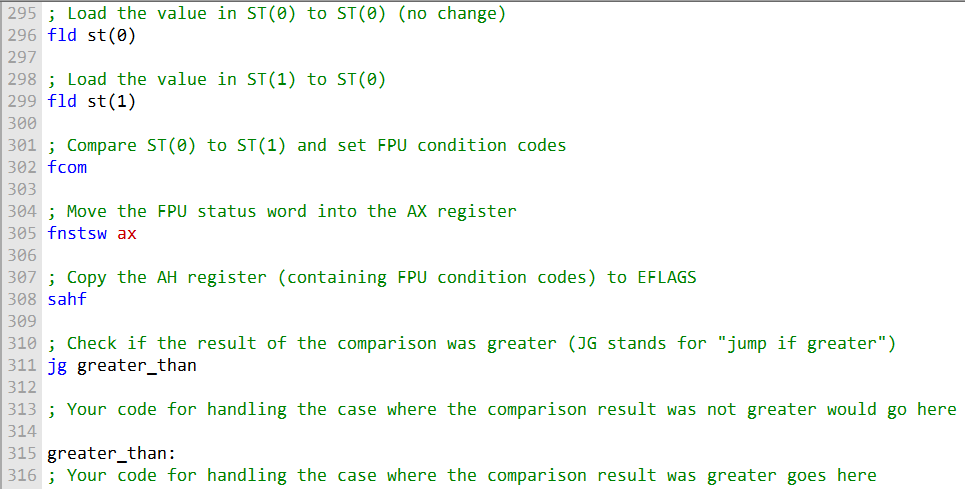 295 ; Load the value in ST(0) to ST(0) (no change)
296 fld st(0)
297
298 ; Load the value in ST(1) to ST(0)
299 fld st(1)
300
301 ; Compare ST(0) to ST(1) and set FPU condition codes
302 fcom
303
304 ; Move the FPU status word into the AX register
305 fnstsw ax
306
307 ; Copy the AH register (containing FPU condition codes) to EFLAGS
308 sahf
309
310 ; Check if the result of the comparison was greater (JG stands for "jump if greater")
311 jg greater_than
312
313 ; Your code for handling the case where the comparison result was not greater would go here
314
315 greater_than:
316 ; Your code for handling the case where the comparison result was greater goes here